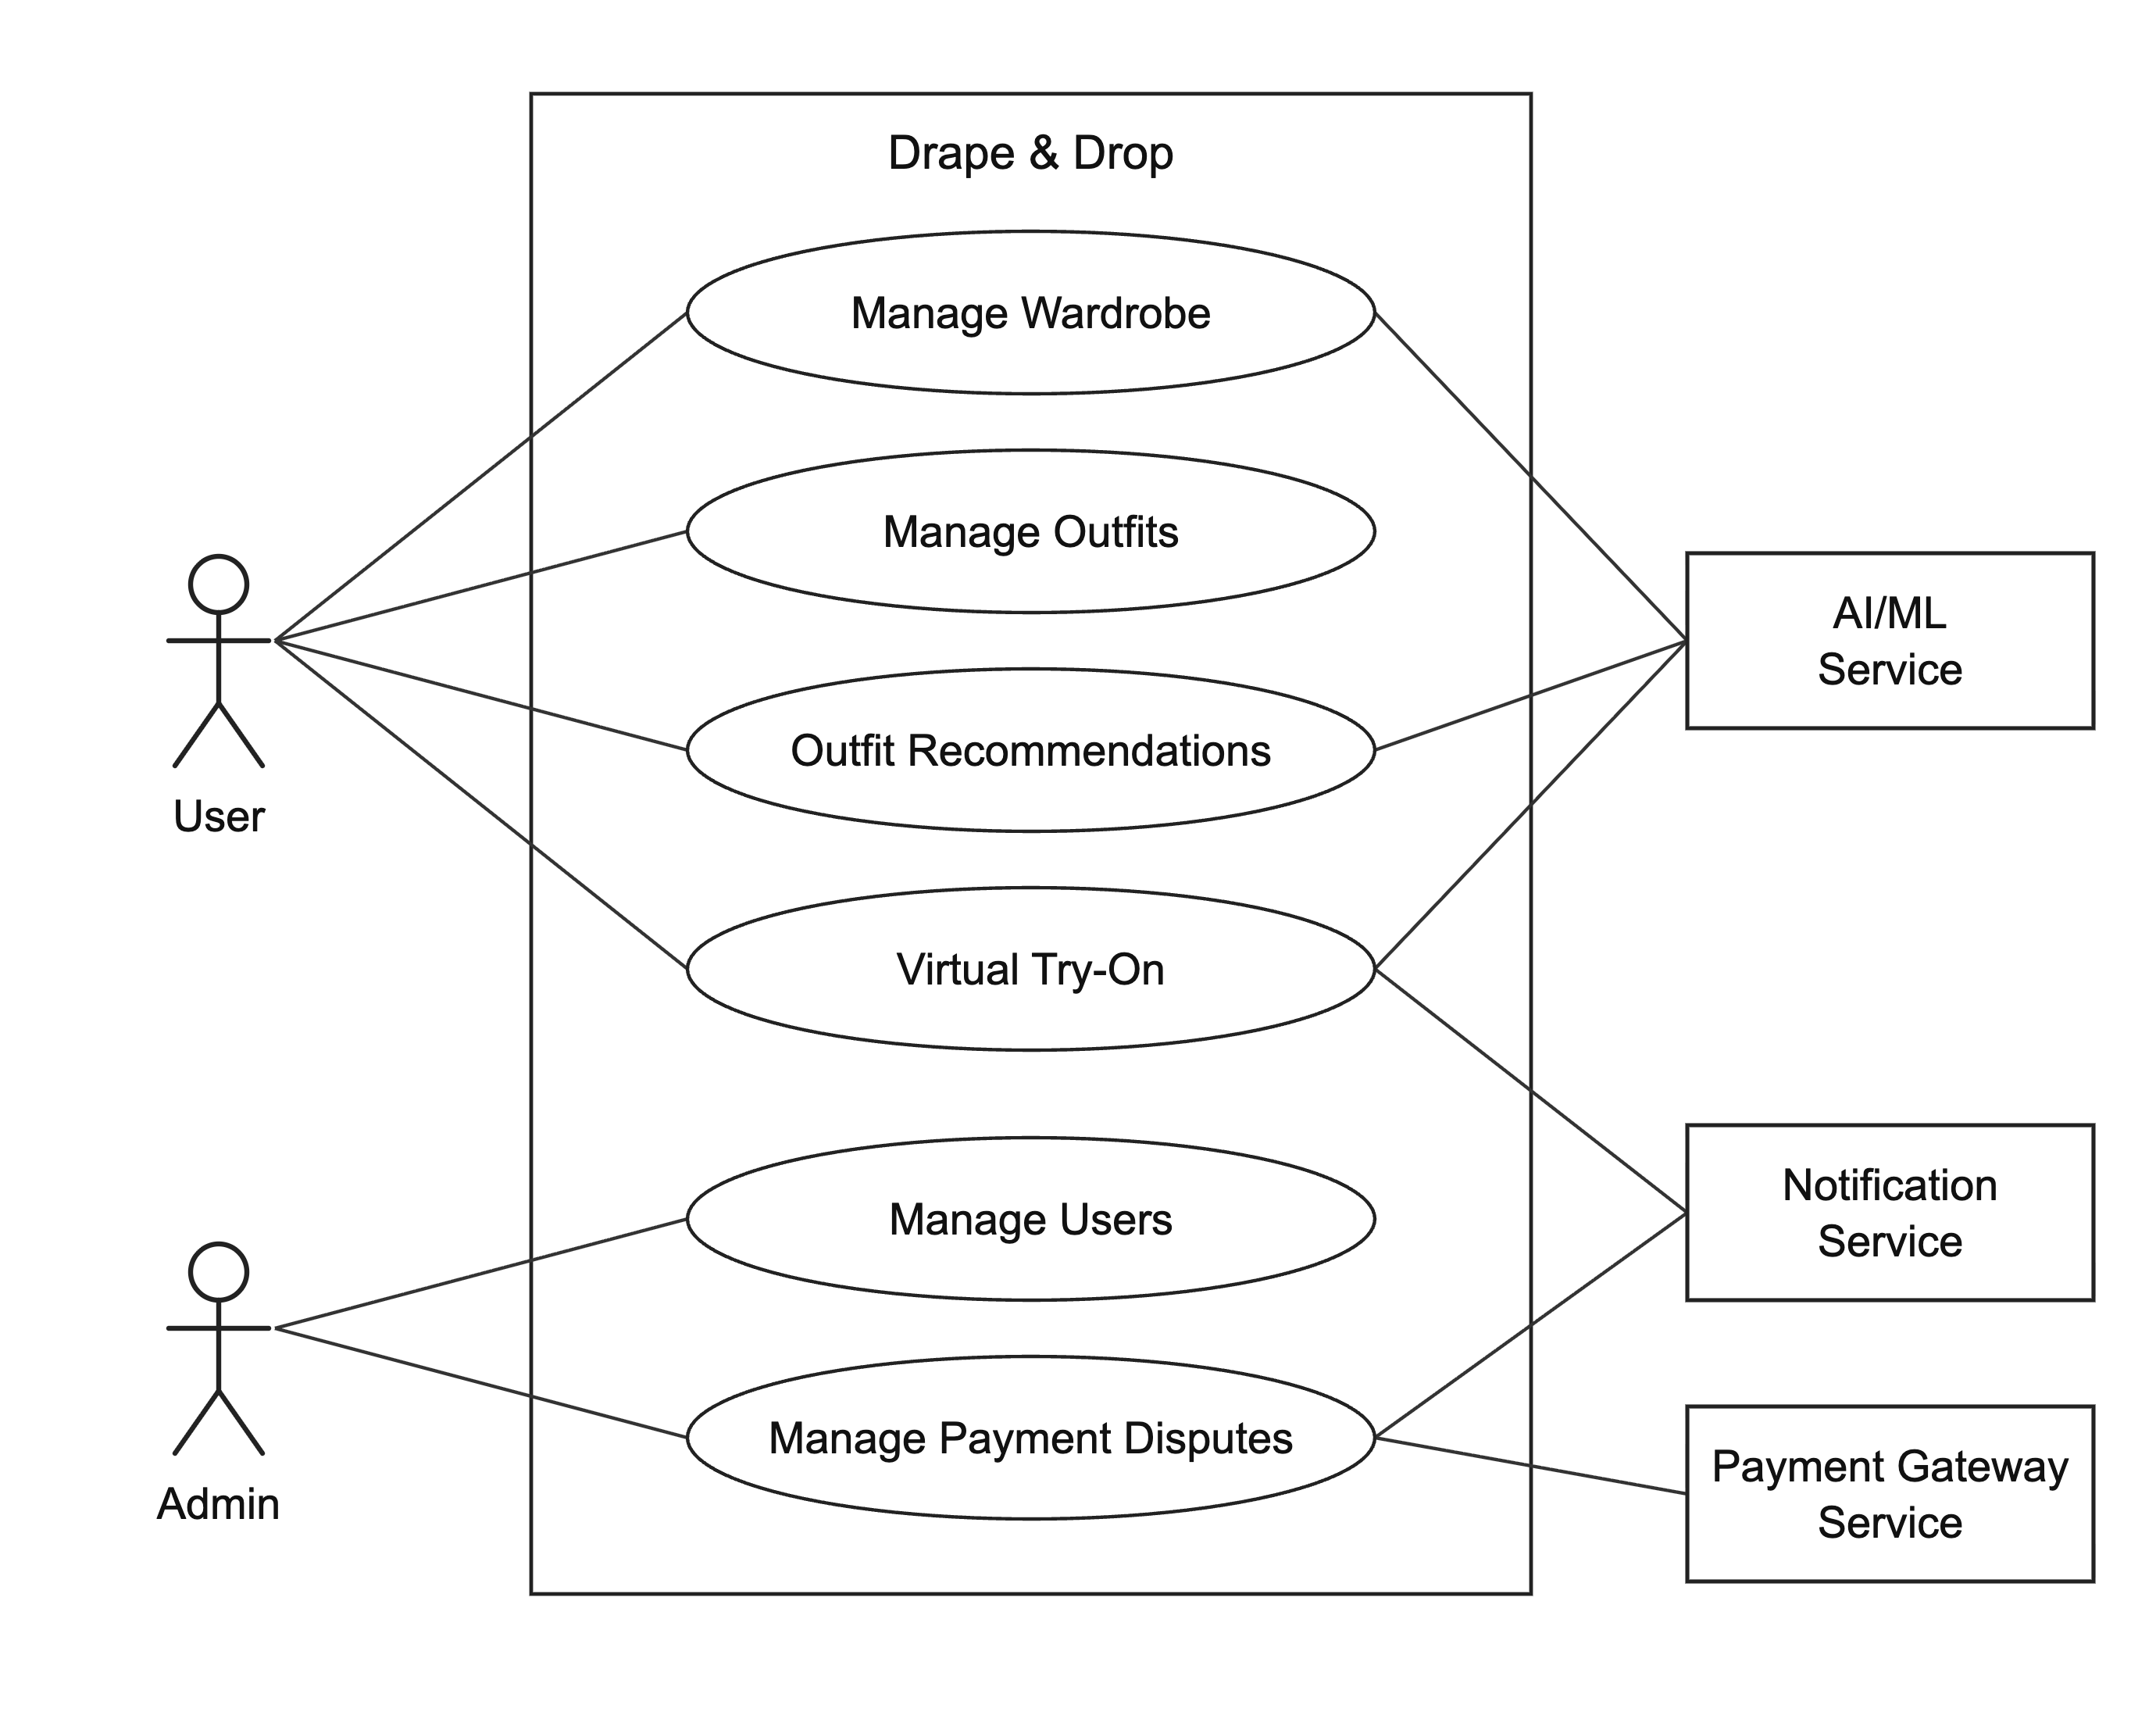 Drape & Drop
Manage Wardrobe
Manage Outfits
Outfit Recommendations
Virtual Try-On
Manage Users
Manage Payment Disputes
User
Admin
AI/ML
Service
Notification
Service
Payment Gateway
Service